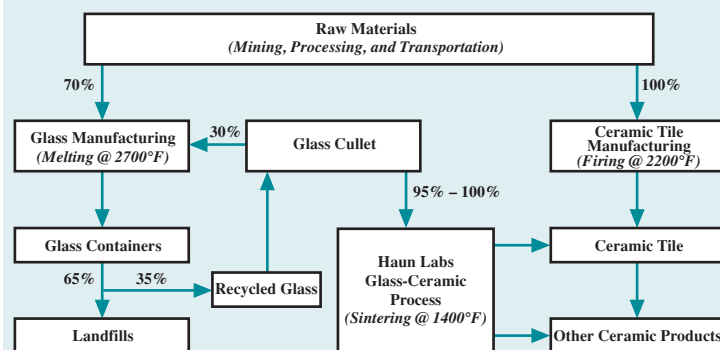 Raw Materials
(Mining, Processing, and Transportation)
70%
100%
Glass Manufacturing
(Melting @ 2700°F)
30%
Glass Cullet
Ceramic Tile
Manufacturing
(Firing @ 2200°F)
95% – 100%
Glass Containers
Haun Labs
Glass-Ceramic
Process
(Sintering @ 1400°F)
Ceramic Tile
65%
35%
Recycled Glass
Landfills
Other Ceramic Products